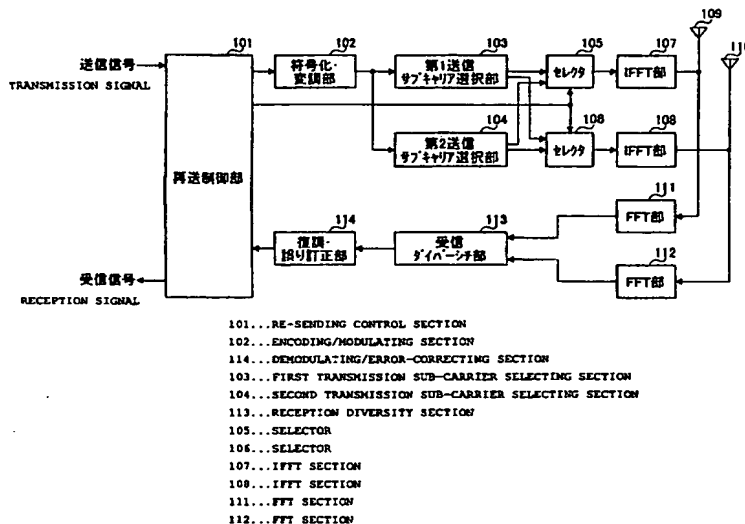 109
110
101
102
103
105
107
送信信号
TRANSMISSION SIGNAL
符号化・
変調部
第1送信
サブキャリア選択部
セレクタ
IFFT部
104
108
108
第2送信
サブキャリア選択部
セレクタ
IFFT部
再送制御部
111
FFT部
114
113
112
復調・
誤り訂正部
受信
ダイバーシチ部
FFT部
受信信号
RECEPTION SIGNAL
101...RE-SENDING CONTROL SECTION
102...ENCODING/MODULATING SECTION
114...DEMODULATING/ERROR-CORRECTING SECTION
103...FIRST TRANSMISSION SUB-CARRIER SELECTING SECTION
104...SECOND TRANSMISSION SUB-CARRIER SELECTING SECTION
113...RECEPTION DIVERSITY SECTION
105...SELECTOR
106...SELECTOR
107...IFFT SECTION
108...IFFT SECTION
111...FFT SECTION
112...FFT SECTION